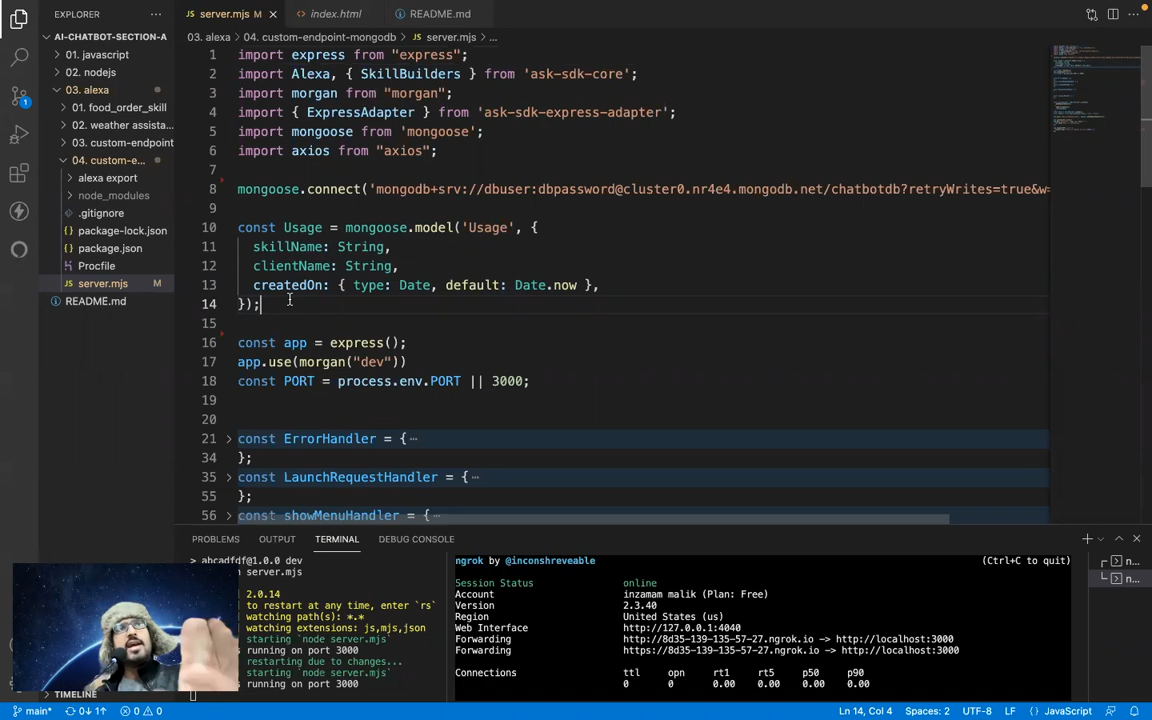 EXPLORER
AI-CHATBOT-SECTION-A
01. javascript
02. nodejs
03. alexa
01. food_order_skill
02. weather assista...
03. custom-endpoint
04. custom-e...
alexa export
node_modules
.gitignore
package-lock.json
package.json
Procfile
server.mjs M
README.md
TIMELINE
server.mjs M
index.html
README.md
03. alexa > 04. custom-endpoint-mongodb > server.mjs > ...
1 import express from "express";
2 import Alexa, { SkillBuilders } from 'ask-sdk-core';
3 import morgan from "morgan";
4 import { ExpressAdapter } from 'ask-sdk-express-adapter';
5 import mongoose from 'mongoose';
6 import axios from "axios";
7
8 mongoose.connect('mongodb+srv://dbuser:dbpassword@cluster0.nr4e4.mongodb.net/chatbotdb?retryWrites=true&w=
9
10 const Usage = mongoose.model('Usage', {
11 skillName: String,
12 clientName: String,
13 createdOn: { type: Date, default: Date.now },
14 });
15
16 const app = express();
17 app.use(morgan("dev"))
18 const PORT = process.env.PORT || 3000;
19
20
21 const ErrorHandler = {⋯
34 };
35 const LaunchRequestHandler = {⋯
55 };
56 const showMenuHandler = {⋯
PROBLEMS OUTPUT TERMINAL DEBUG CONSOLE
> abcadfdf@1.0.0 dev
server.mjs
2.0.14
to restart at any time, enter `rs`
watching path(s): *.*
watching extensions: js,mjs,json
starting `node server.mjs`
running on port 3000
restarting due to changes...
starting `node server.mjs`
running on port 3000
ngrok by @inconshreveable (Ctrl+C to quit)
Session Status online
Account inzamam malik (Plan: Free)
Version 2.3.40
Region United States (us)
Web Interface http://127.0.0.1:4040
Forwarding http://8d35-139-135-57-27.ngrok.io -> http://localhost:3000
Forwarding https://8d35-139-135-57-27.ngrok.io -> http://localhost:3000
Connections ttl opn rt1 rt5 p50 p90
0 0 0.00 0.00 0.00 0.00
n...
n...
main* 0↓ 1↑ 0 0
Ln 14, Col 4 Spaces: 2 UTF-8 LF JavaScript